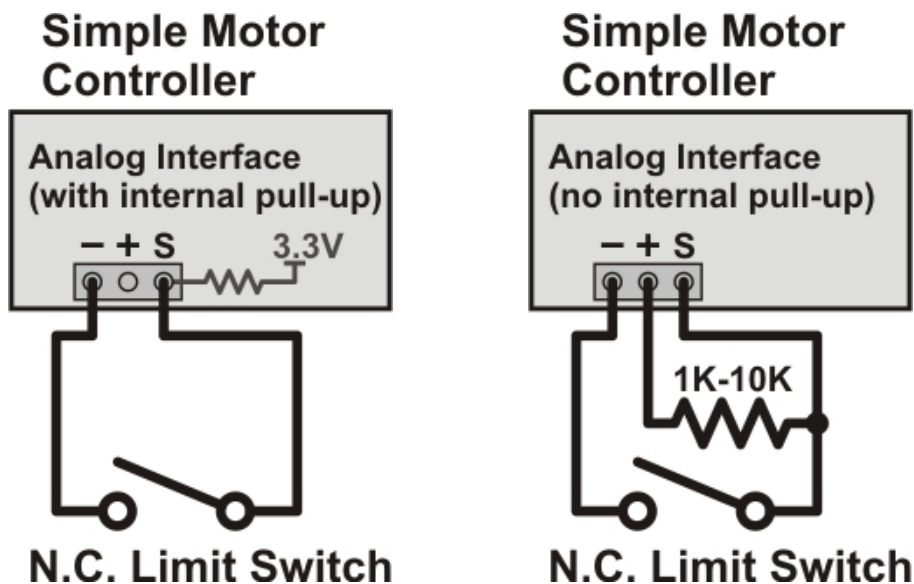 Simple Motor
Controller
Analog Interface
(with internal pull-up)
− + S
3.3V
N.C. Limit Switch
Simple Motor
Controller
Analog Interface
(no internal pull-up)
− + S
1K-10K
N.C. Limit Switch